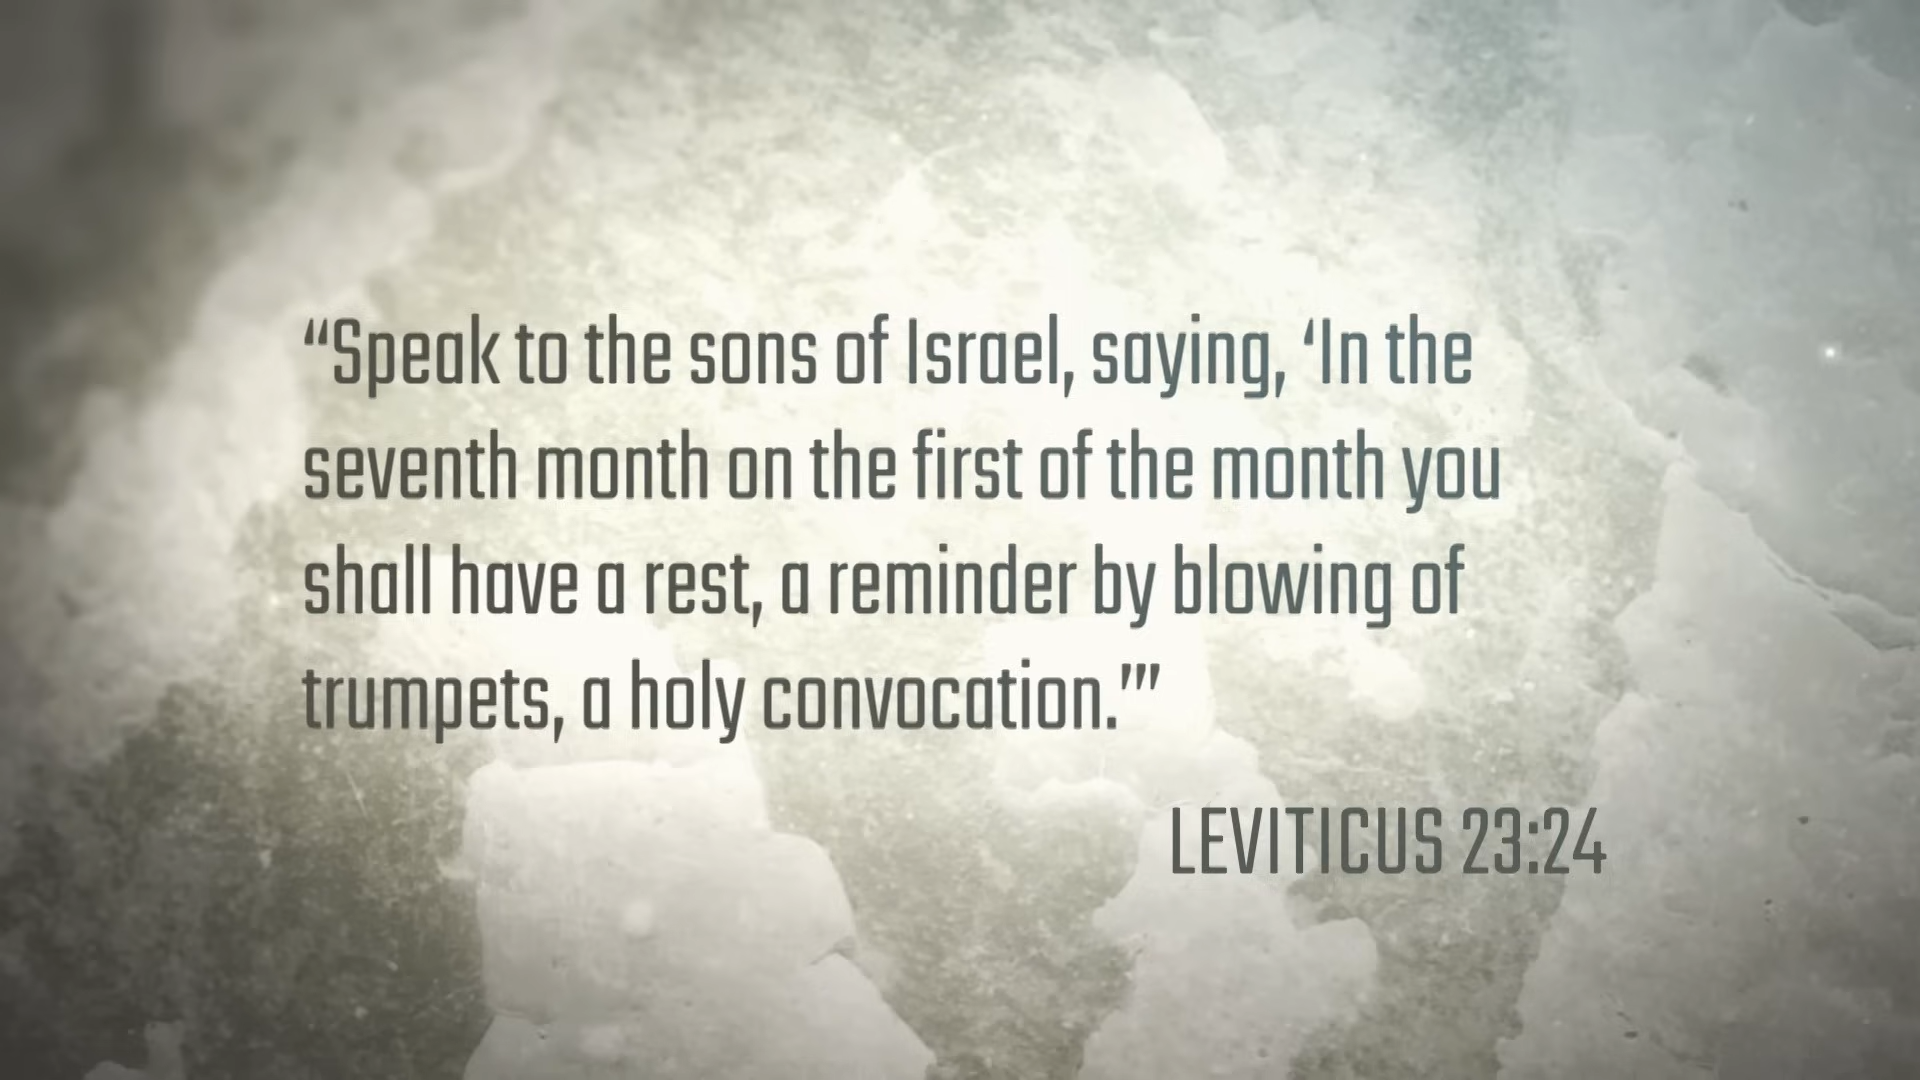 “Speak to the sons of Israel, saying, ‘In the
seventh month on the first of the month you
shall have a rest, a reminder by blowing of
trumpets, a holy convocation.’”
LEVITICUS 23:24